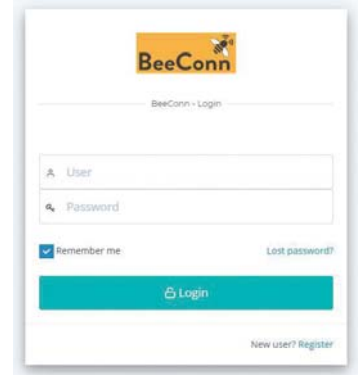 BeeConn
BeeConn - Login
User
Password
Remember me
Lost password?
Login
New user? Register